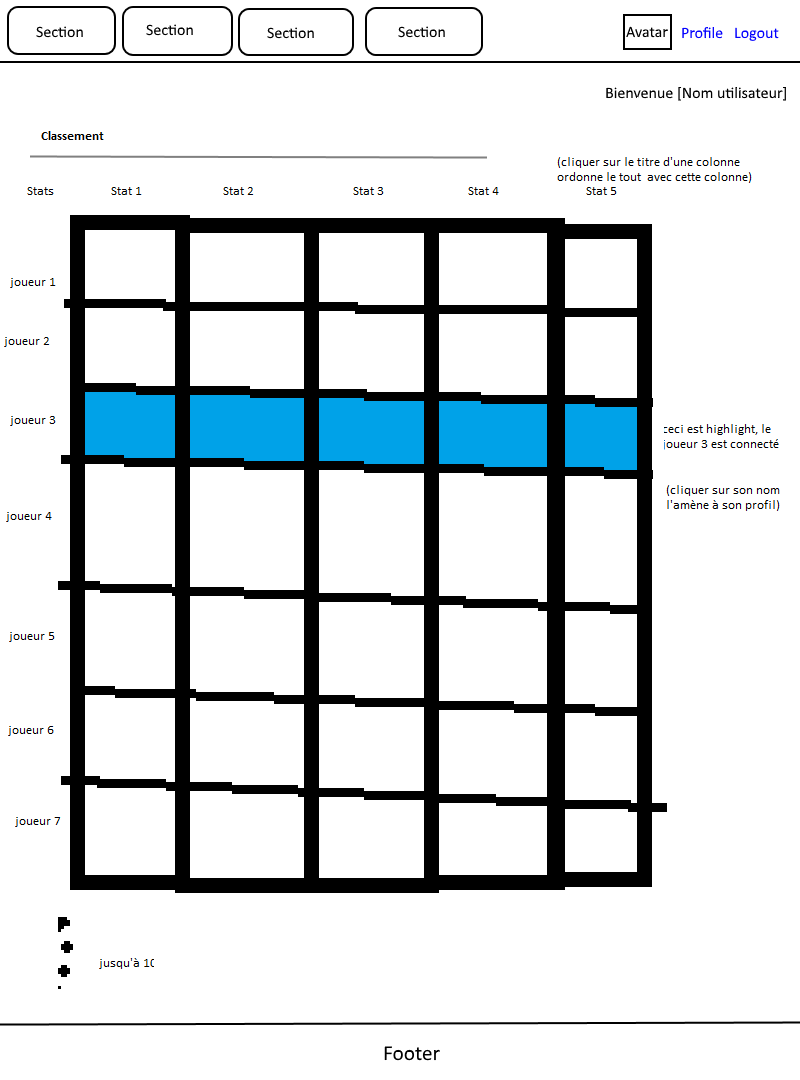 Section Section Section Section Avatar Profile Logout
Bienvenue [Nom utilisateur]
Classement
(cliquer sur le titre d'une colonne
ordonne le tout avec cette colonne)
Stats Stat 1 Stat 2 Stat 3 Stat 4 Stat 5
joueur 1
joueur 2
joueur 3
ceci est highlight, le
joueur 3 est connecté
(cliquer sur son nom
l'amène à son profil)
joueur 4
joueur 5
joueur 6
joueur 7
jusqu'à 10
Footer